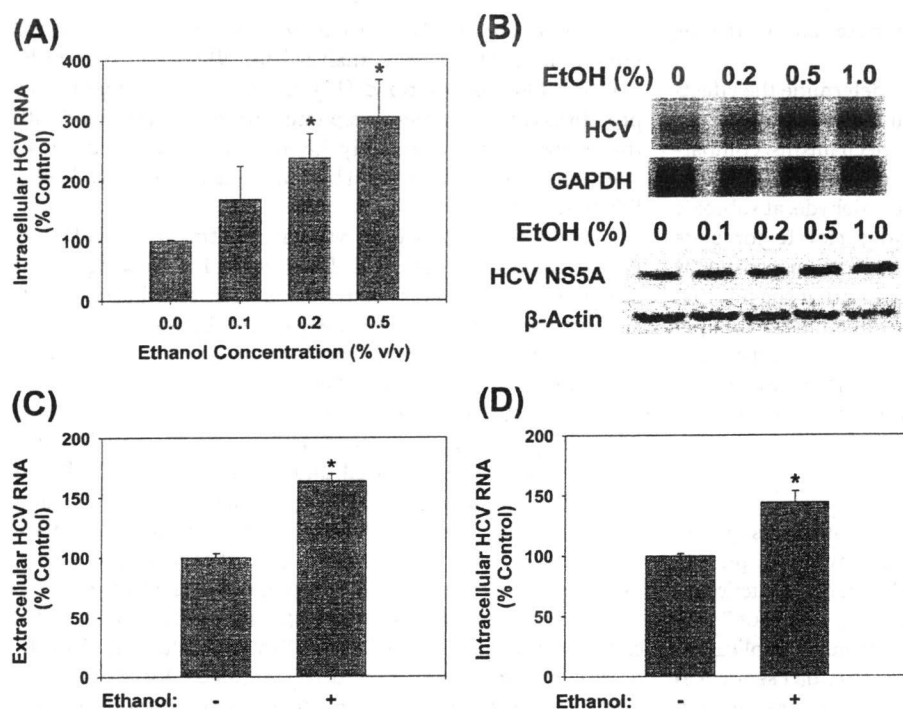 (A)
Intracellular HCV RNA
(% Control)
400
300
200
100
0
* *
0.0 0.1 0.2 0.5
Ethanol Concentration (% v/v)
(B)
EtOH (%) 0 0.2 0.5 1.0
HCV
GAPDH
EtOH (%) 0 0.1 0.2 0.5 1.0
HCV NS5A
β-Actin
(C)
Extracellular HCV RNA
(% Control)
200
150
100
50
0
*
Ethanol: - +
(D)
Intracellular HCV RNA
(% Control)
200
150
100
50
0
*
Ethanol: - +